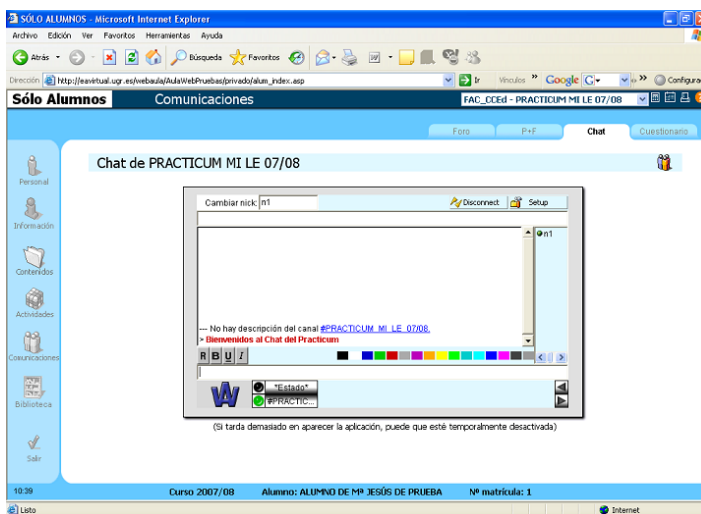 SÓLO ALUMNOS - Microsoft Internet Explorer
Archivo Edición Ver Favoritos Herramientas Ayuda
Atrás Búsqueda Favoritos
Dirección http://eavirtual.ugr.es/webaula/AulaWebPruebas/privado/alum_index.asp Ir Vínculos » Google G »
Sólo Alumnos Comunicaciones FAC_CCEd - PRACTICUM MI LE 07/08
Foro P+F Chat Cuestionario
Chat de PRACTICUM MI LE 07/08
Personal
Información
Contenidos
Actividades
Comunicaciones
Biblioteca
Salir
Cambiar nick: n1 Disconnect Setup
n1
--- No hay descripción del canal #PRACTICUM_MI_LE_07/08.
> Bienvenidos al Chat del Practicum
R B U I
*Estado*
#PRACTIC...
(Si tarda demasiado en aparecer la aplicación, puede que esté temporalmente desactivada)
10:39 Curso 2007/08 Alumno: ALUMNO DE Mª JESÚS DE PRUEBA Nº matrícula: 1
Listo Internet